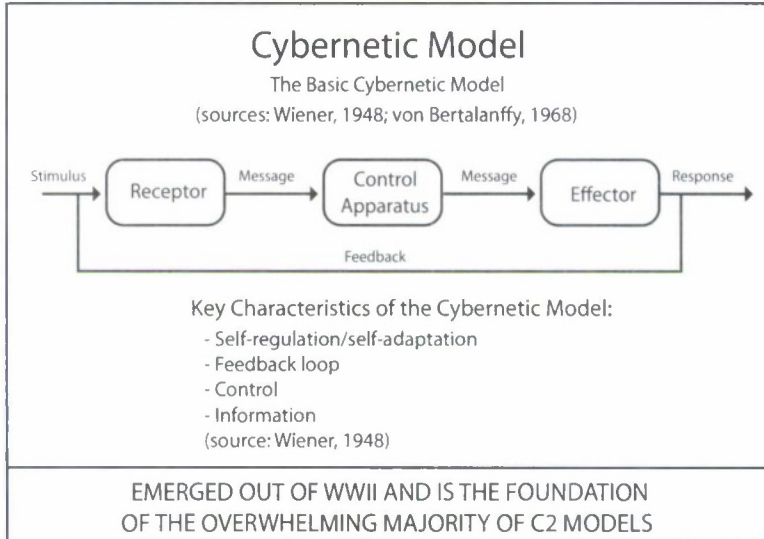 Cybernetic Model
The Basic Cybernetic Model
(sources: Wiener, 1948; von Bertalanffy, 1968)
Stimulus
Receptor
Message
Control
Apparatus
Message
Effector
Response
Feedback
Key Characteristics of the Cybernetic Model:
- Self-regulation/self-adaptation
- Feedback loop
- Control
- Information
(source: Wiener, 1948)
EMERGED OUT OF WWII AND IS THE FOUNDATION
OF THE OVERWHELMING MAJORITY OF C2 MODELS